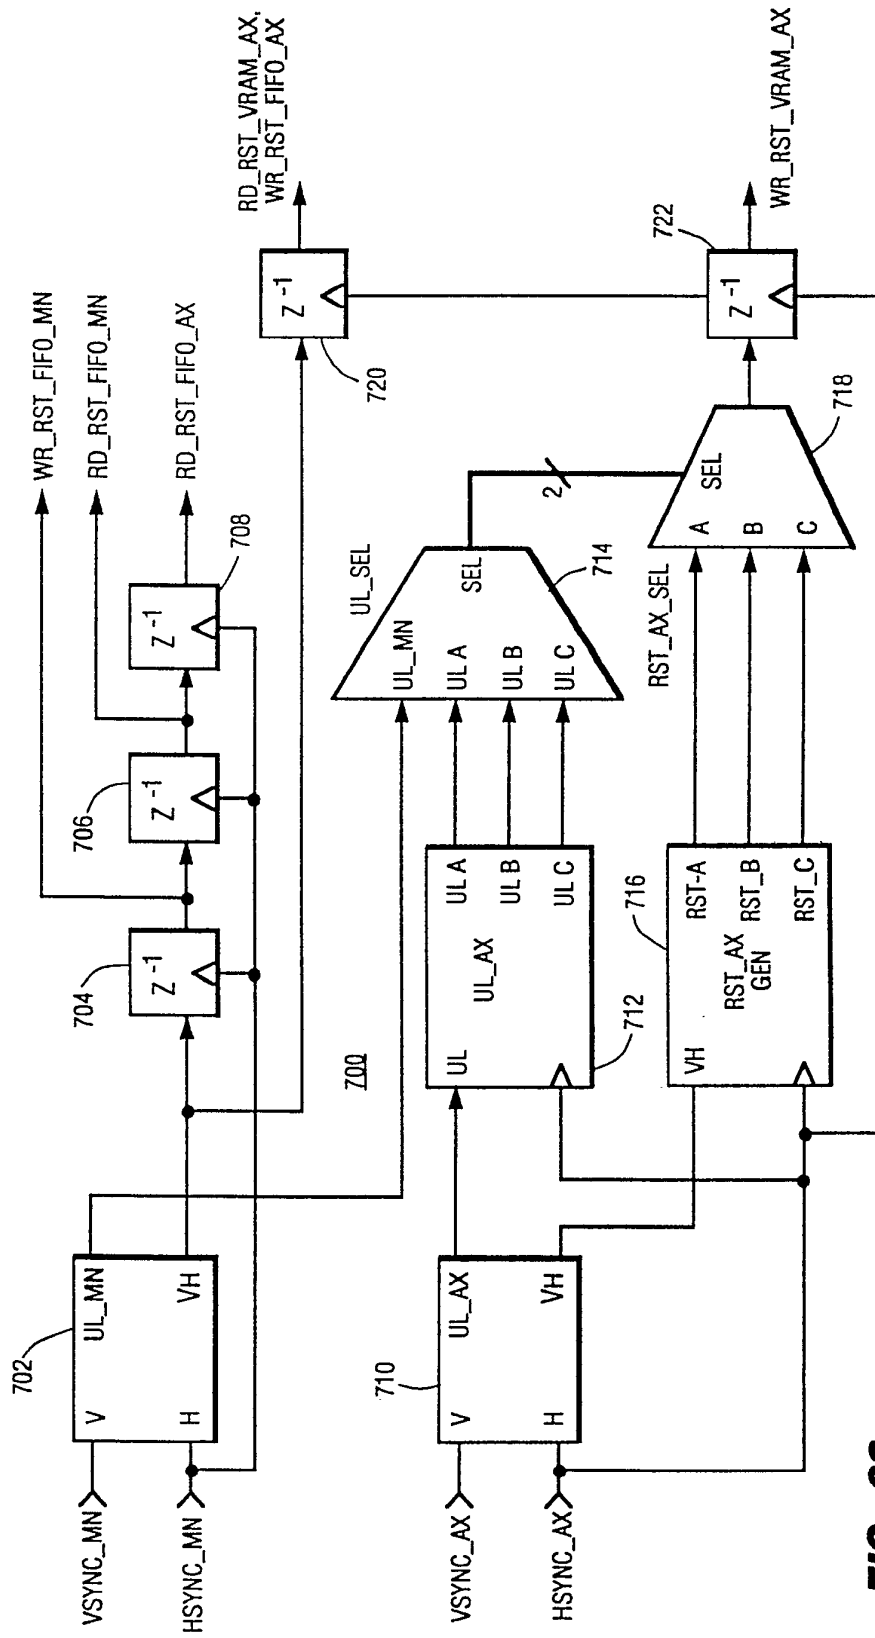 VSYNC_MN
HSYNC_MN
702
V
H
UL_MN
VH
704
Z -1
706
Z -1
708
Z -1
WR_RST_FIFO_MN
RD_RST_FIFO_MN
RD_RST_FIFO_AX
RD_RST_VRAM_AX,
WR_RST_FIFO_AX
720
Z -1
700
VSYNC_AX
HSYNC_AX
710
V
H
UL_AX
VH
UL
UL_AX
UL A
UL B
UL C
712
UL_SEL
UL_MN
UL A
UL B
UL C
SEL
714
2
VH
RST_AX
GEN
RST-A
RST_B
RST_C
716
RST_AX_SEL
A
B
C
SEL
718
722
Z -1
WR_RST_VRAM_AX